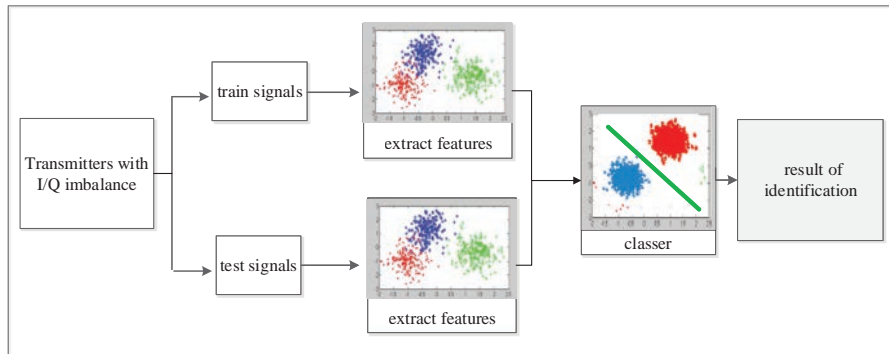 Transmitters with
I/Q imbalance
train signals
extract features
test signals
extract features
classer
result of
identification